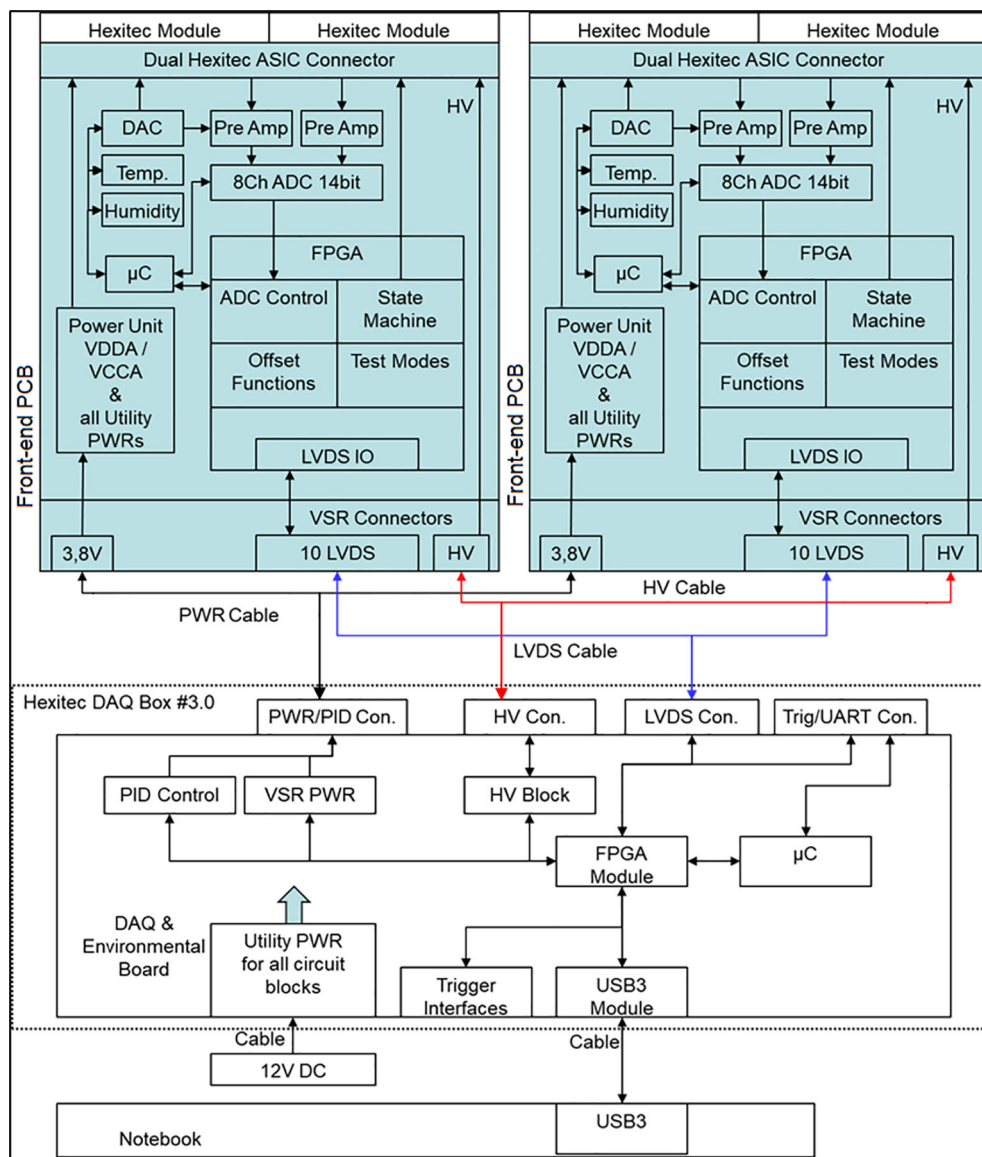 Hexitec Module
Hexitec Module
Dual Hexitec ASIC Connector
HV
DAC
Pre Amp
Pre Amp
Temp.
8Ch ADC 14bit
Humidity
FPGA
µC
ADC Control
State
Machine
Power Unit
VDDA /
VCCA
&
all Utility
PWRs
Offset
Functions
Test Modes
LVDS IO
Front-end PCB
VSR Connectors
3,8V
10 LVDS
HV
Hexitec Module
Hexitec Module
Dual Hexitec ASIC Connector
HV
DAC
Pre Amp
Pre Amp
Temp.
8Ch ADC 14bit
Humidity
FPGA
µC
ADC Control
State
Machine
Power Unit
VDDA /
VCCA
&
all Utility
PWRs
Offset
Functions
Test Modes
LVDS IO
Front-end PCB
VSR Connectors
3,8V
10 LVDS
HV
PWR Cable
HV Cable
LVDS Cable
Hexitec DAQ Box #3.0
PWR/PID Con.
HV Con.
LVDS Con.
Trig/UART Con.
PID Control
VSR PWR
HV Block
FPGA
Module
µC
DAQ &
Environmental
Board
Utility PWR
for all circuit
blocks
Trigger
Interfaces
USB3
Module
Cable
Cable
12V DC
USB3
Notebook